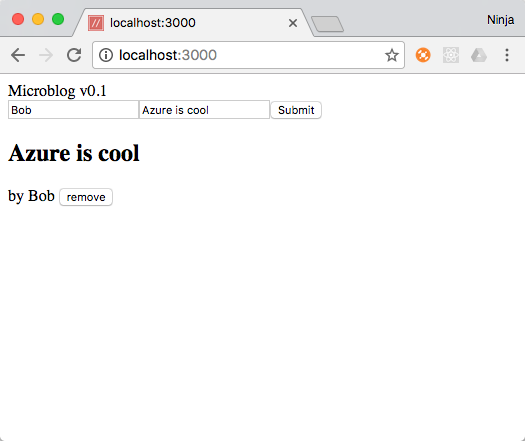 localhost:3000
Ninja
localhost:3000
Microblog v0.1
Bob Azure is cool Submit
Azure is cool
by Bob remove